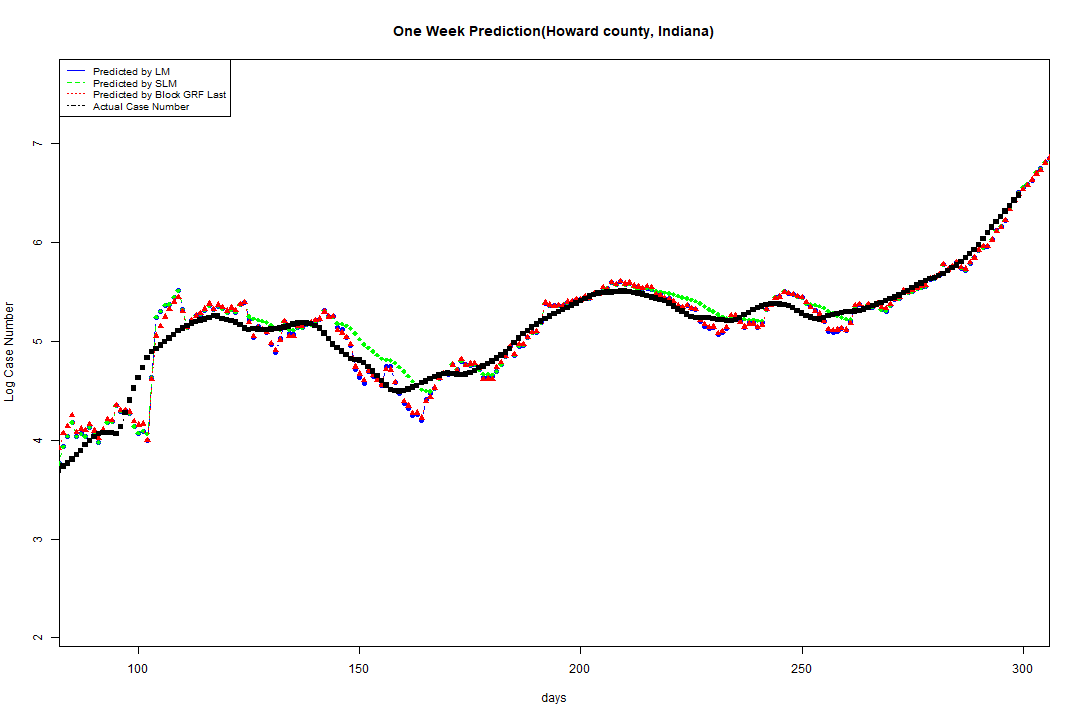 One Week Prediction(Howard county, Indiana)
Predicted by LM
Predicted by SLM
Predicted by Block GRF Last
Actual Case Number
7
6
5
4
3
2
Log Case Number
100 150 200 250 300
days